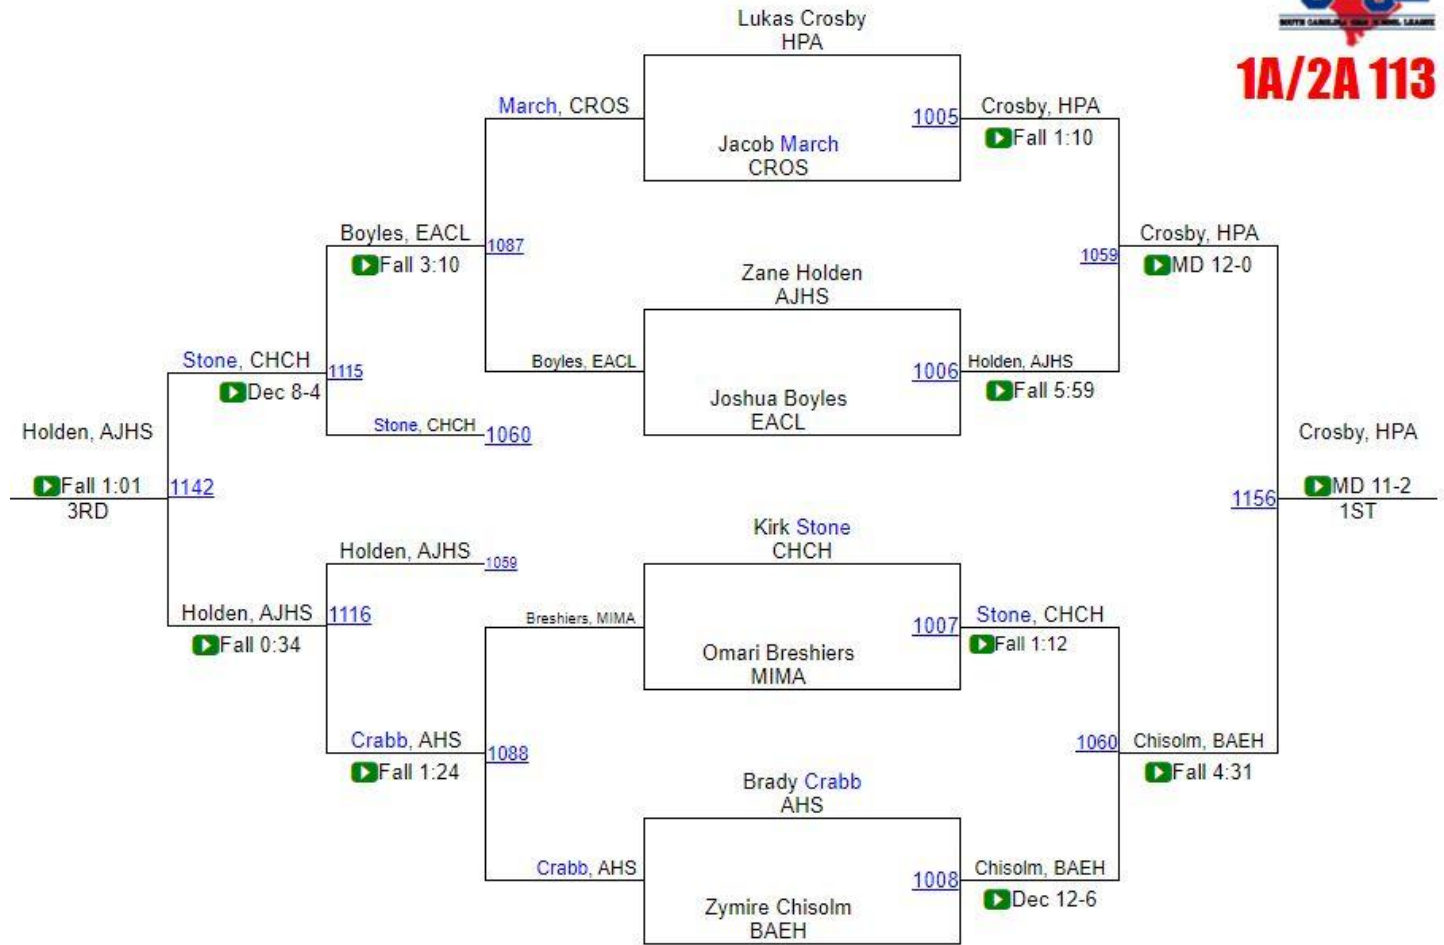 SOUTH CAROLINA HIGH SCHOOL LEAGUE
1A/2A 113
Lukas Crosby
HPA
March, CROS
1005
Crosby, HPA
Fall 1:10
Jacob March
CROS
Boyles, EACL
Fall 3:10
1087
1059
Crosby, HPA
MD 12-0
Zane Holden
AJHS
Stone, CHCH
Dec 8-4
1115
Boyles, EACL
1006
Holden, AJHS
Fall 5:59
Joshua Boyles
EACL
Stone, CHCH
1060
Holden, AJHS
Fall 1:01
3RD
1142
Crosby, HPA
1156
MD 11-2
1ST
Kirk Stone
CHCH
Holden, AJHS
1059
Holden, AJHS
Fall 0:34
1116
Breshiers, MIMA
1007
Stone, CHCH
Fall 1:12
Omari Breshiers
MIMA
Crabb, AHS
Fall 1:24
1088
1060
Chisolm, BAEH
Fall 4:31
Brady Crabb
AHS
Crabb, AHS
1008
Chisolm, BAEH
Dec 12-6
Zymire Chisolm
BAEH